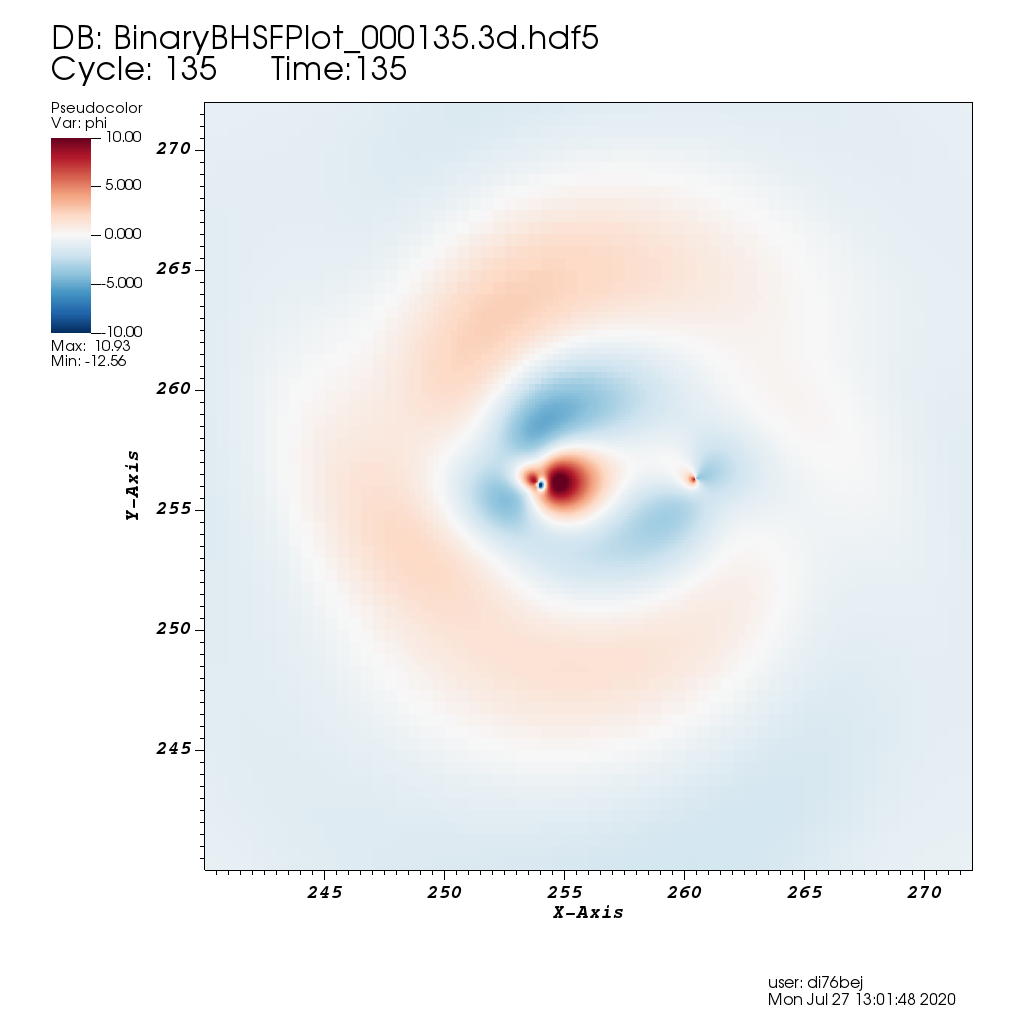 DB: BinaryBHSFPlot_000135.3d.hdf5
Cycle: 135 Time:135
Pseudocolor
Var: phi
10.00
5.000
0.000
-5.000
-10.00
Max: 10.93
Min: -12.56
270
265
260
255
250
245
Y-Axis
245 250 255 260 265 270
X-Axis
user: di76bej
Mon Jul 27 13:01:48 2020